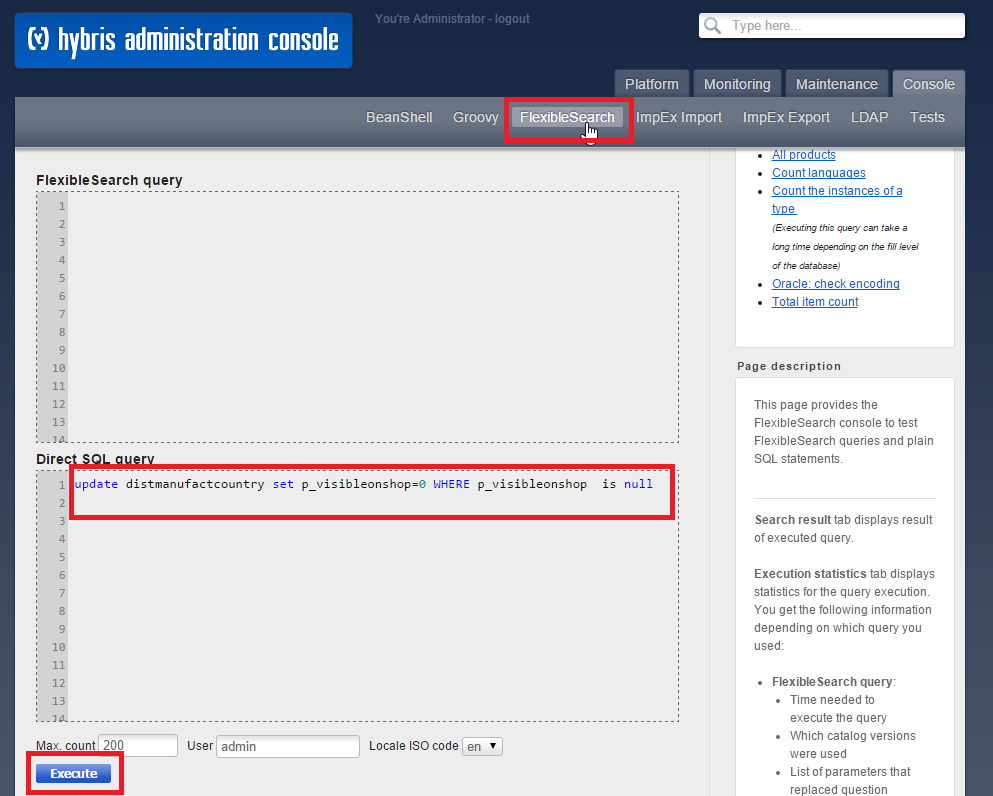 hybris administration console
You're Administrator - logout
Type here...
Platform
Monitoring
Maintenance
Console
BeanShell
Groovy
FlexibleSearch
ImpEx Import
ImpEx Export
LDAP
Tests
FlexibleSearch query
1
2
3
4
5
6
7
8
9
10
11
12
13
14
Direct SQL query
1
update distmanufactcountry set p_visibleonshop=0 WHERE p_visibleonshop  is null
2
3
4
5
6
7
8
9
10
11
12
13
14
Max. count 200 User admin Locale ISO code en
Execute
All products
Count languages
Count the instances of a
type
(Executing this query can take a
long time depending on the fill level
of the database)
Oracle: check encoding
Total item count
Page description
This page provides the
FlexibleSearch console to test
FlexibleSearch queries and plain
SQL statements.
Search result tab displays result
of executed query.
Execution statistics tab displays
statistics for the query execution.
You get the following information
depending on which query you
used:
FlexibleSearch query:
Time needed to
execute the query
Which catalog versions
were used
List of parameters that
replaced question